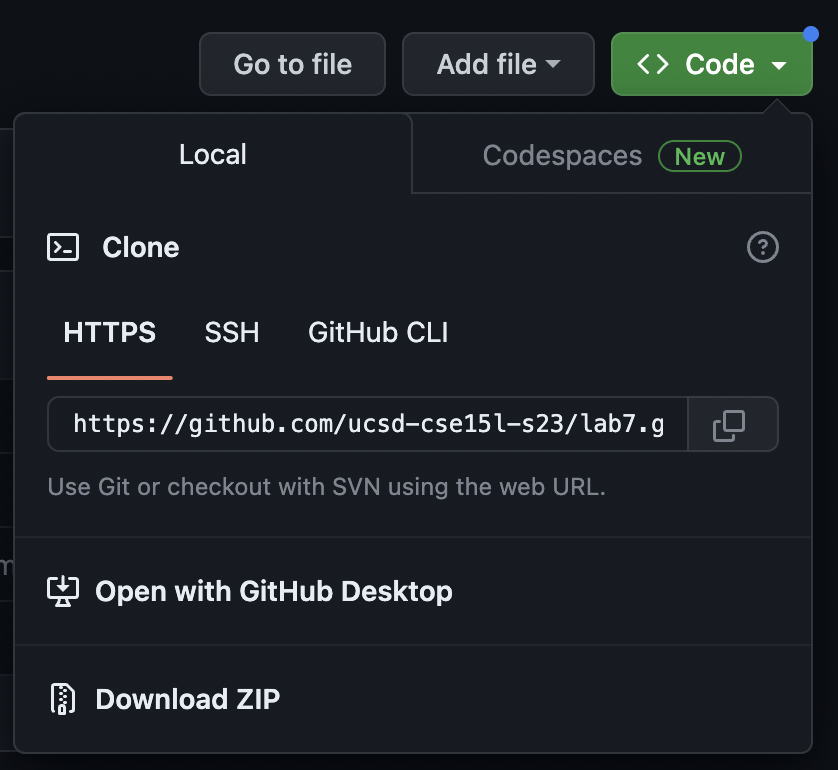 Go to file
Add file
Code
Local
Codespaces New
Clone
HTTPS SSH GitHub CLI
https://github.com/ucsd-cse15l-s23/lab7.g
Use Git or checkout with SVN using the web URL.
Open with GitHub Desktop
Download ZIP